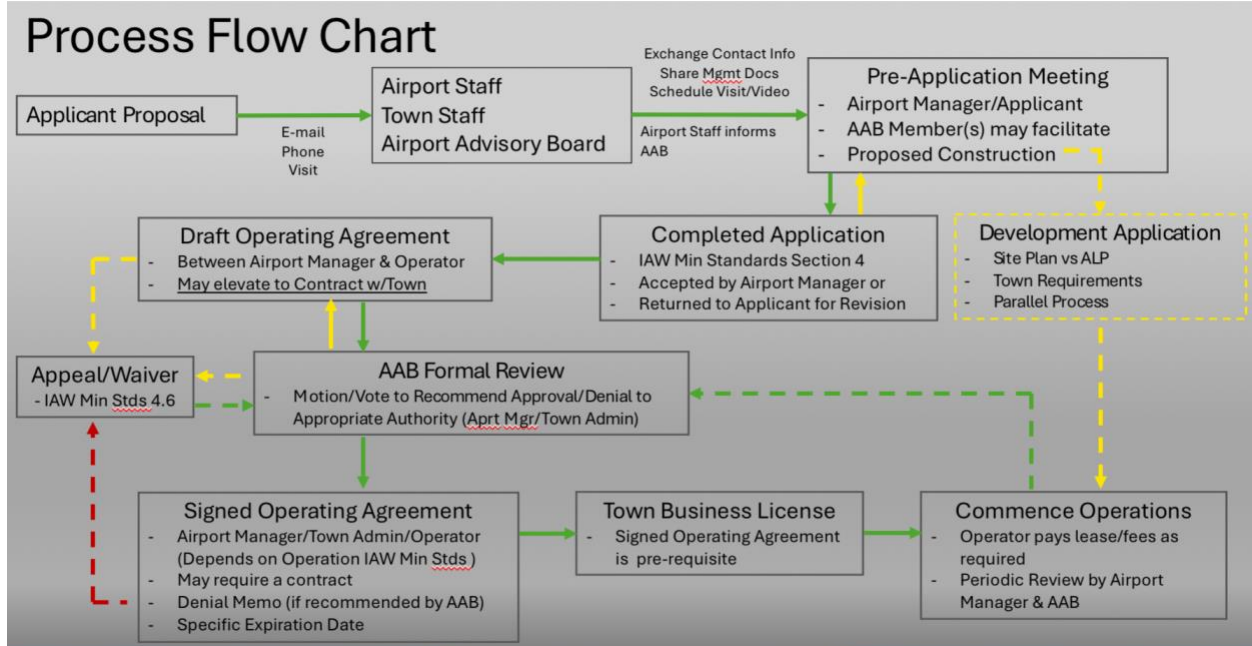 Process Flow Chart
Applicant Proposal
E-mail
Phone
Visit
Airport Staff
Town Staff
Airport Advisory Board
Exchange Contact Info
Share Mgmt Docs
Schedule Visit/Video
Airport Staff informs
AAB
Pre-Application Meeting
- Airport Manager/Applicant
- AAB Member(s) may facilitate
- Proposed Construction
Draft Operating Agreement
- Between Airport Manager & Operator
- May elevate to Contract w/Town
Completed Application
- IAW Min Standards Section 4
- Accepted by Airport Manager or
- Returned to Applicant for Revision
Development Application
- Site Plan vs ALP
- Town Requirements
- Parallel Process
Appeal/Waiver
- IAW Min Stds 4.6
AAB Formal Review
- Motion/Vote to Recommend Approval/Denial to
Appropriate Authority (Aprt Mgr/Town Admin)
Signed Operating Agreement
- Airport Manager/Town Admin/Operator
(Depends on Operation IAW Min Stds )
- May require a contract
- Denial Memo (if recommended by AAB)
- Specific Expiration Date
Town Business License
- Signed Operating Agreement
is pre-requisite
Commence Operations
- Operator pays lease/fees as
required
- Periodic Review by Airport
Manager & AAB